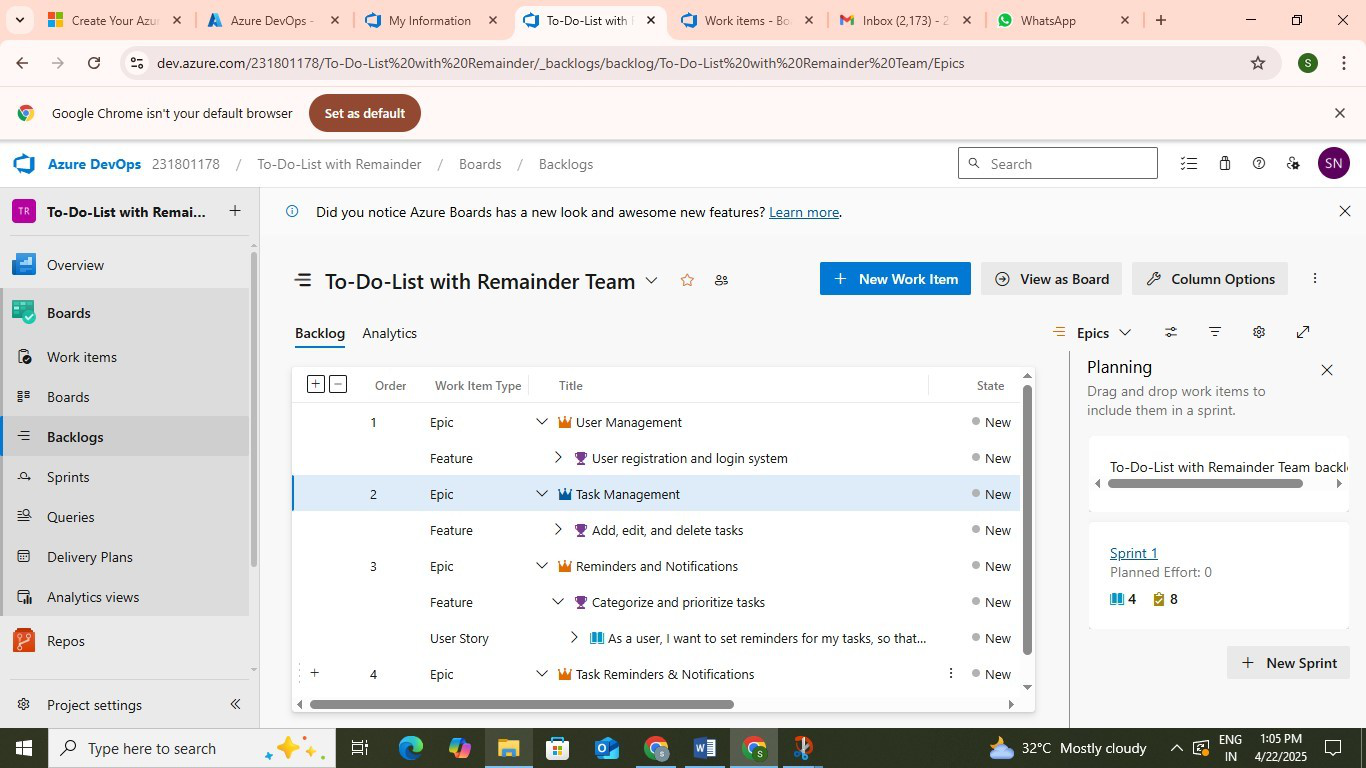 Create Your Azur
Azure DevOps -
My Information
To-Do-List with R
Work items - Bo
Inbox (2,173) - 2
WhatsApp
dev.azure.com/231801178/To-Do-List%20with%20Remainder/_backlogs/backlog/To-Do-List%20with%20Remainder%20Team/Epics
S
Google Chrome isn't your default browser
Set as default
Azure DevOps 231801178 / To-Do-List with Remainder / Boards / Backlogs
Search
SN
TR To-Do-List with Remai...
Did you notice Azure Boards has a new look and awesome new features? Learn more.
Overview
Boards
Work items
Boards
Backlogs
Sprints
Queries
Delivery Plans
Analytics views
Repos
Project settings
To-Do-List with Remainder Team
New Work Item
View as Board
Column Options
Backlog Analytics
Epics
Order Work Item Type Title State
1 Epic User Management New
Feature User registration and login system New
2 Epic Task Management New
Feature Add, edit, and delete tasks New
3 Epic Reminders and Notifications New
Feature Categorize and prioritize tasks New
User Story As a user, I want to set reminders for my tasks, so that... New
4 Epic Task Reminders & Notifications New
Planning
Drag and drop work items to
include them in a sprint.
To-Do-List with Remainder Team backl
Sprint 1
Planned Effort: 0
4 8
New Sprint
Type here to search
32°C Mostly cloudy
ENG
IN
1:05 PM
4/22/2025